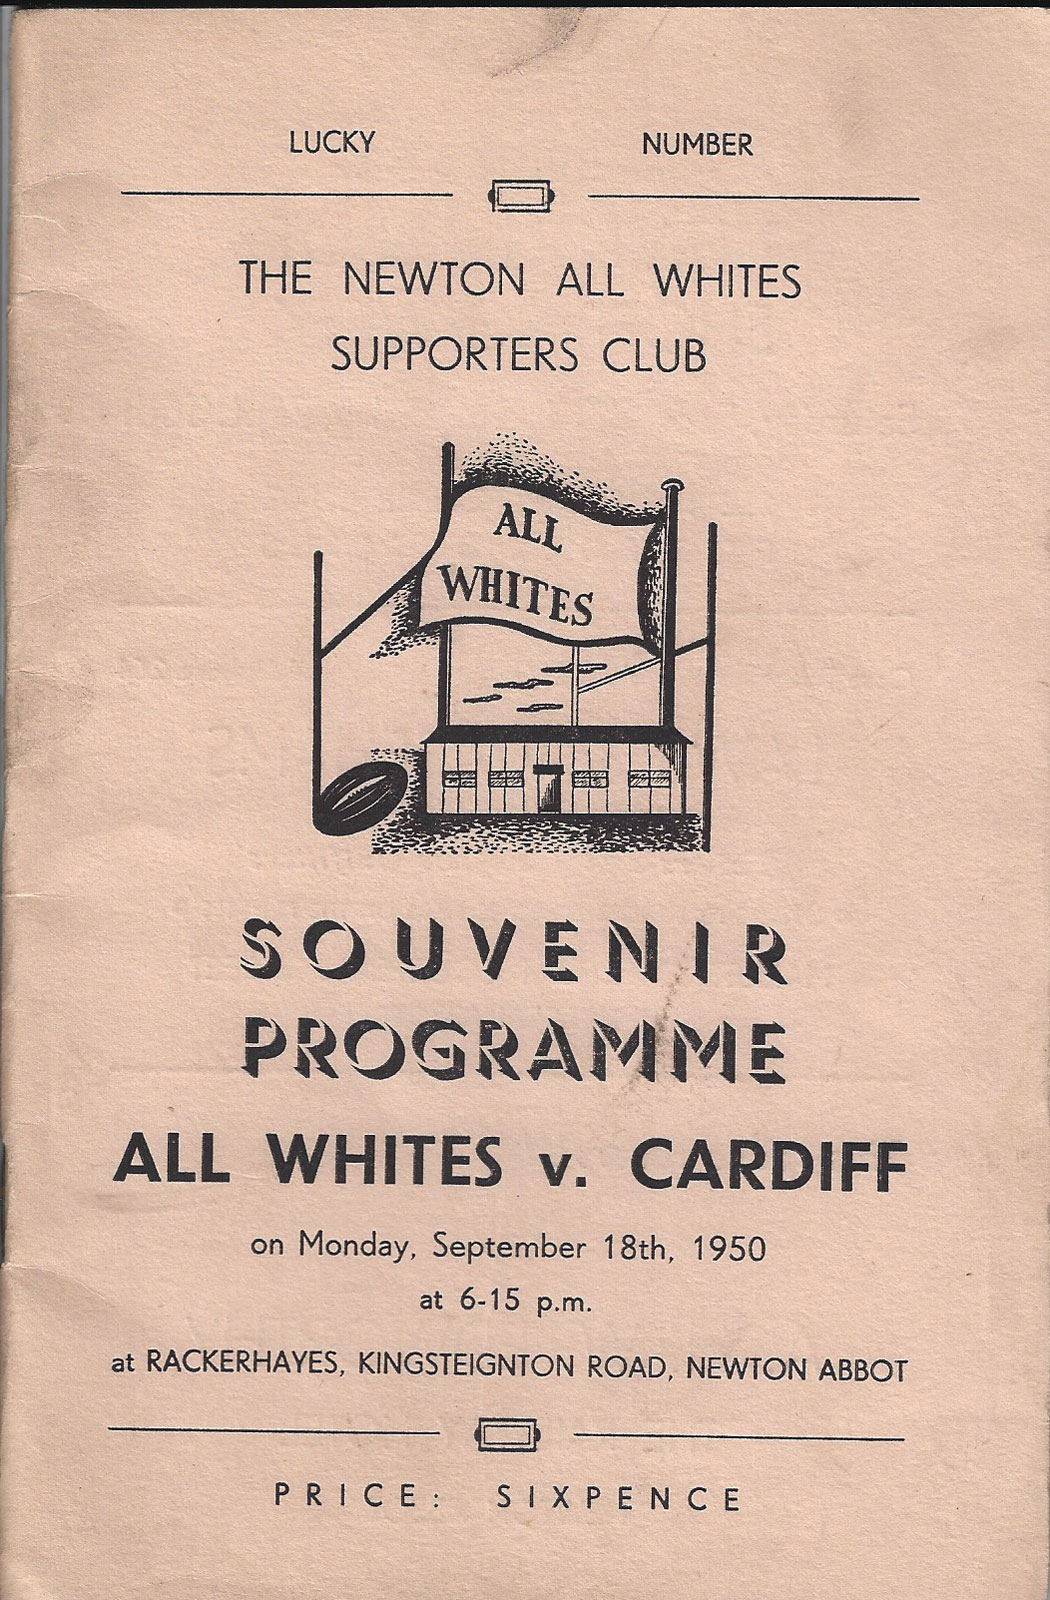 LUCKY NUMBER
THE NEWTON ALL WHITES
SUPPORTERS CLUB
ALL
WHITES
SOUVENIR
PROGRAMME
ALL WHITES v. CARDIFF
on Monday, September 18th, 1950
at 6-15 p.m.
at RACKERHAYES, KINGSTEIGNTON ROAD, NEWTON ABBOT
PRICE: SIXPENCE